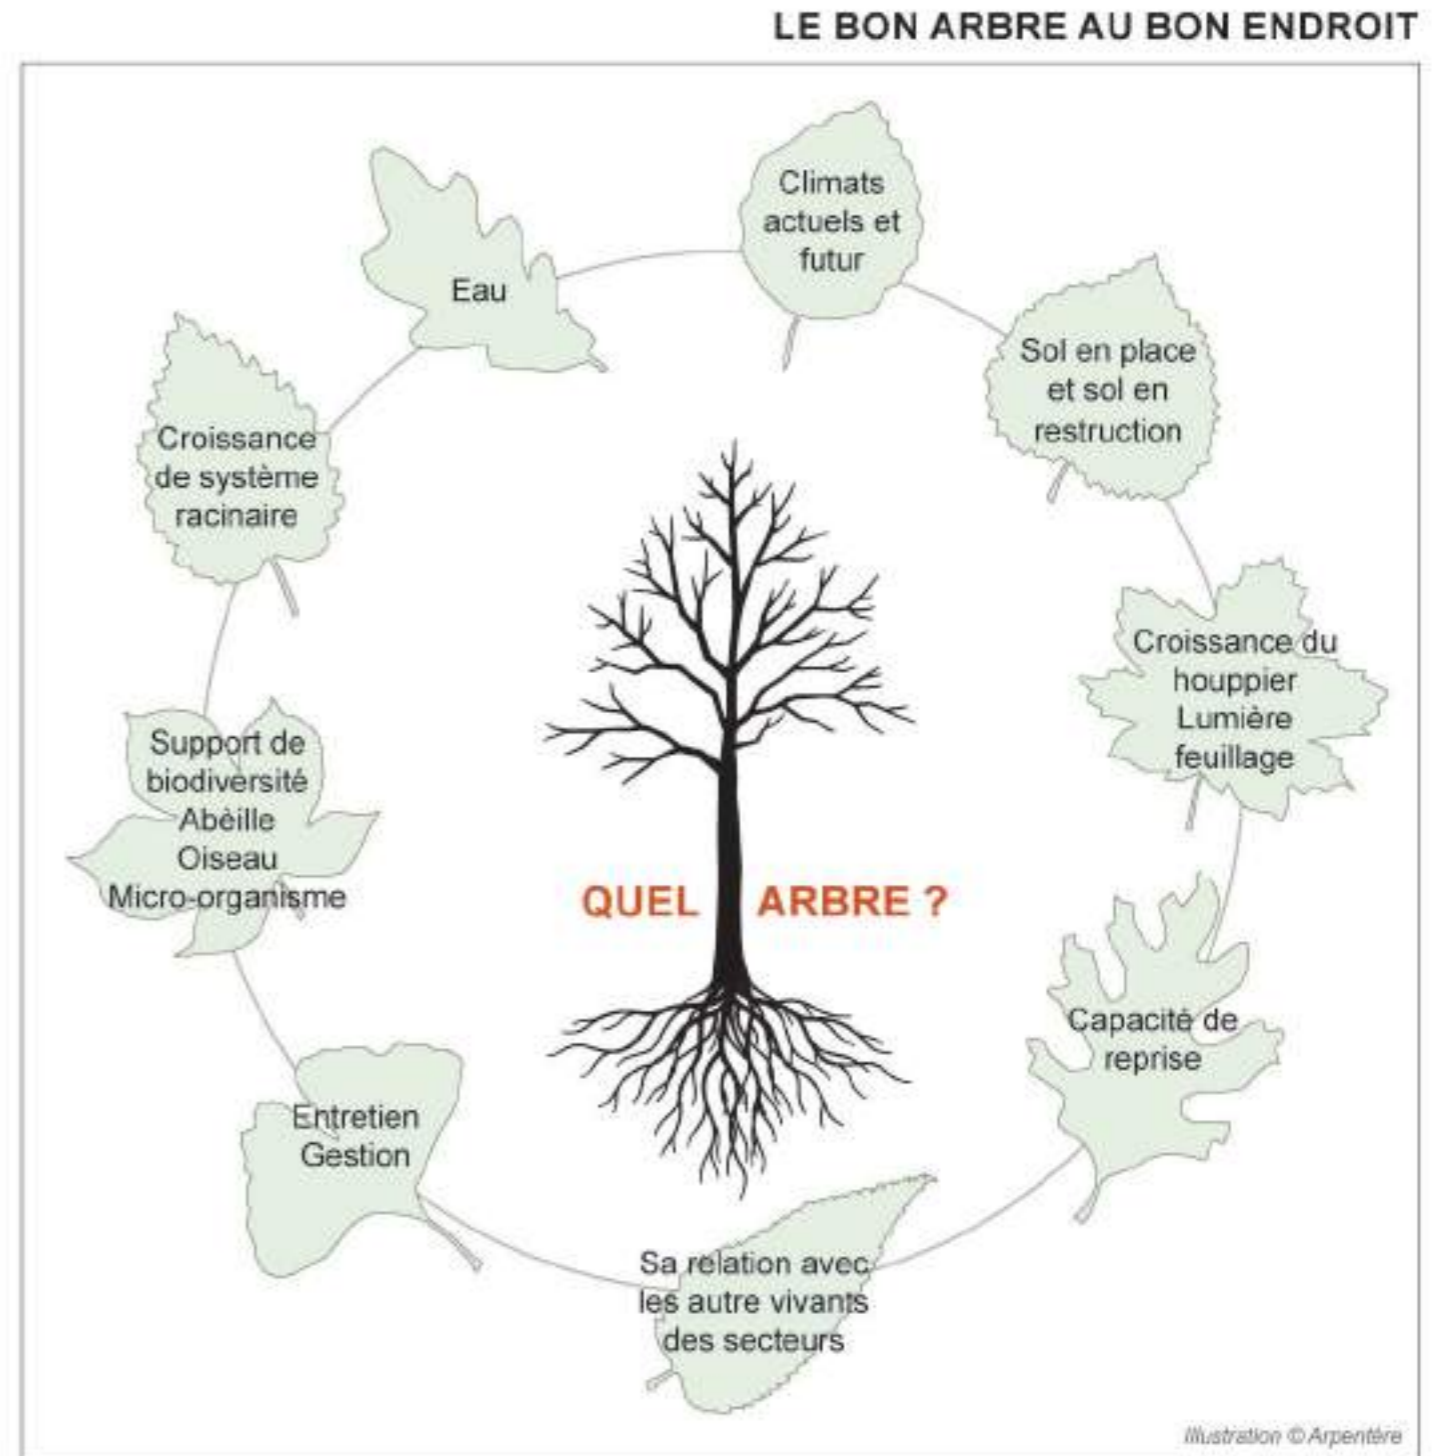 LE BON ARBRE AU BON ENDROIT
Climats
actuels et
futur
Eau
Sol en place
et sol en
restruction
Croissance
de système
racinaire
Croissance du
houppier
Lumière
feuillage
Support de
biodiversité
Abèille
Oiseau
Micro-organisme
QUEL ARBRE ?
Capacité de
reprise
Entretien
Gestion
Sa relation avec
les autre vivants
des secteurs
Illustration © Arpentère